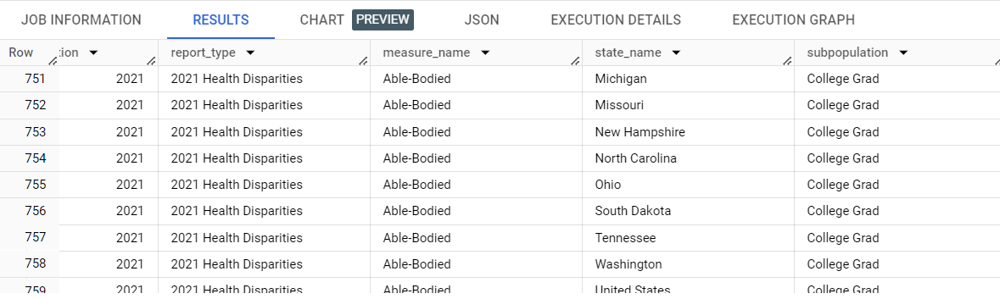 JOB INFORMATION RESULTS CHART PREVIEW JSON EXECUTION DETAILS EXECUTION GRAPH
Row tion report_type measure_name state_name subpopulation
751 2021 2021 Health Disparities Able-Bodied Michigan College Grad
752 2021 2021 Health Disparities Able-Bodied Missouri College Grad
753 2021 2021 Health Disparities Able-Bodied New Hampshire College Grad
754 2021 2021 Health Disparities Able-Bodied North Carolina College Grad
755 2021 2021 Health Disparities Able-Bodied Ohio College Grad
756 2021 2021 Health Disparities Able-Bodied South Dakota College Grad
757 2021 2021 Health Disparities Able-Bodied Tennessee College Grad
758 2021 2021 Health Disparities Able-Bodied Washington College Grad
759 2021 2021 Health Disparities Able-Bodied United States College Grad